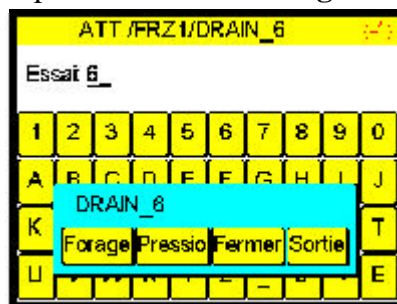 ATT /FRZ1/DRAIN_6
Essai 6_
1 2 3 4 5 6 7 8 9 0
A B C D E F G H I J
DRAIN_6
K T
Forage Pressio Fermer Sortie
U E